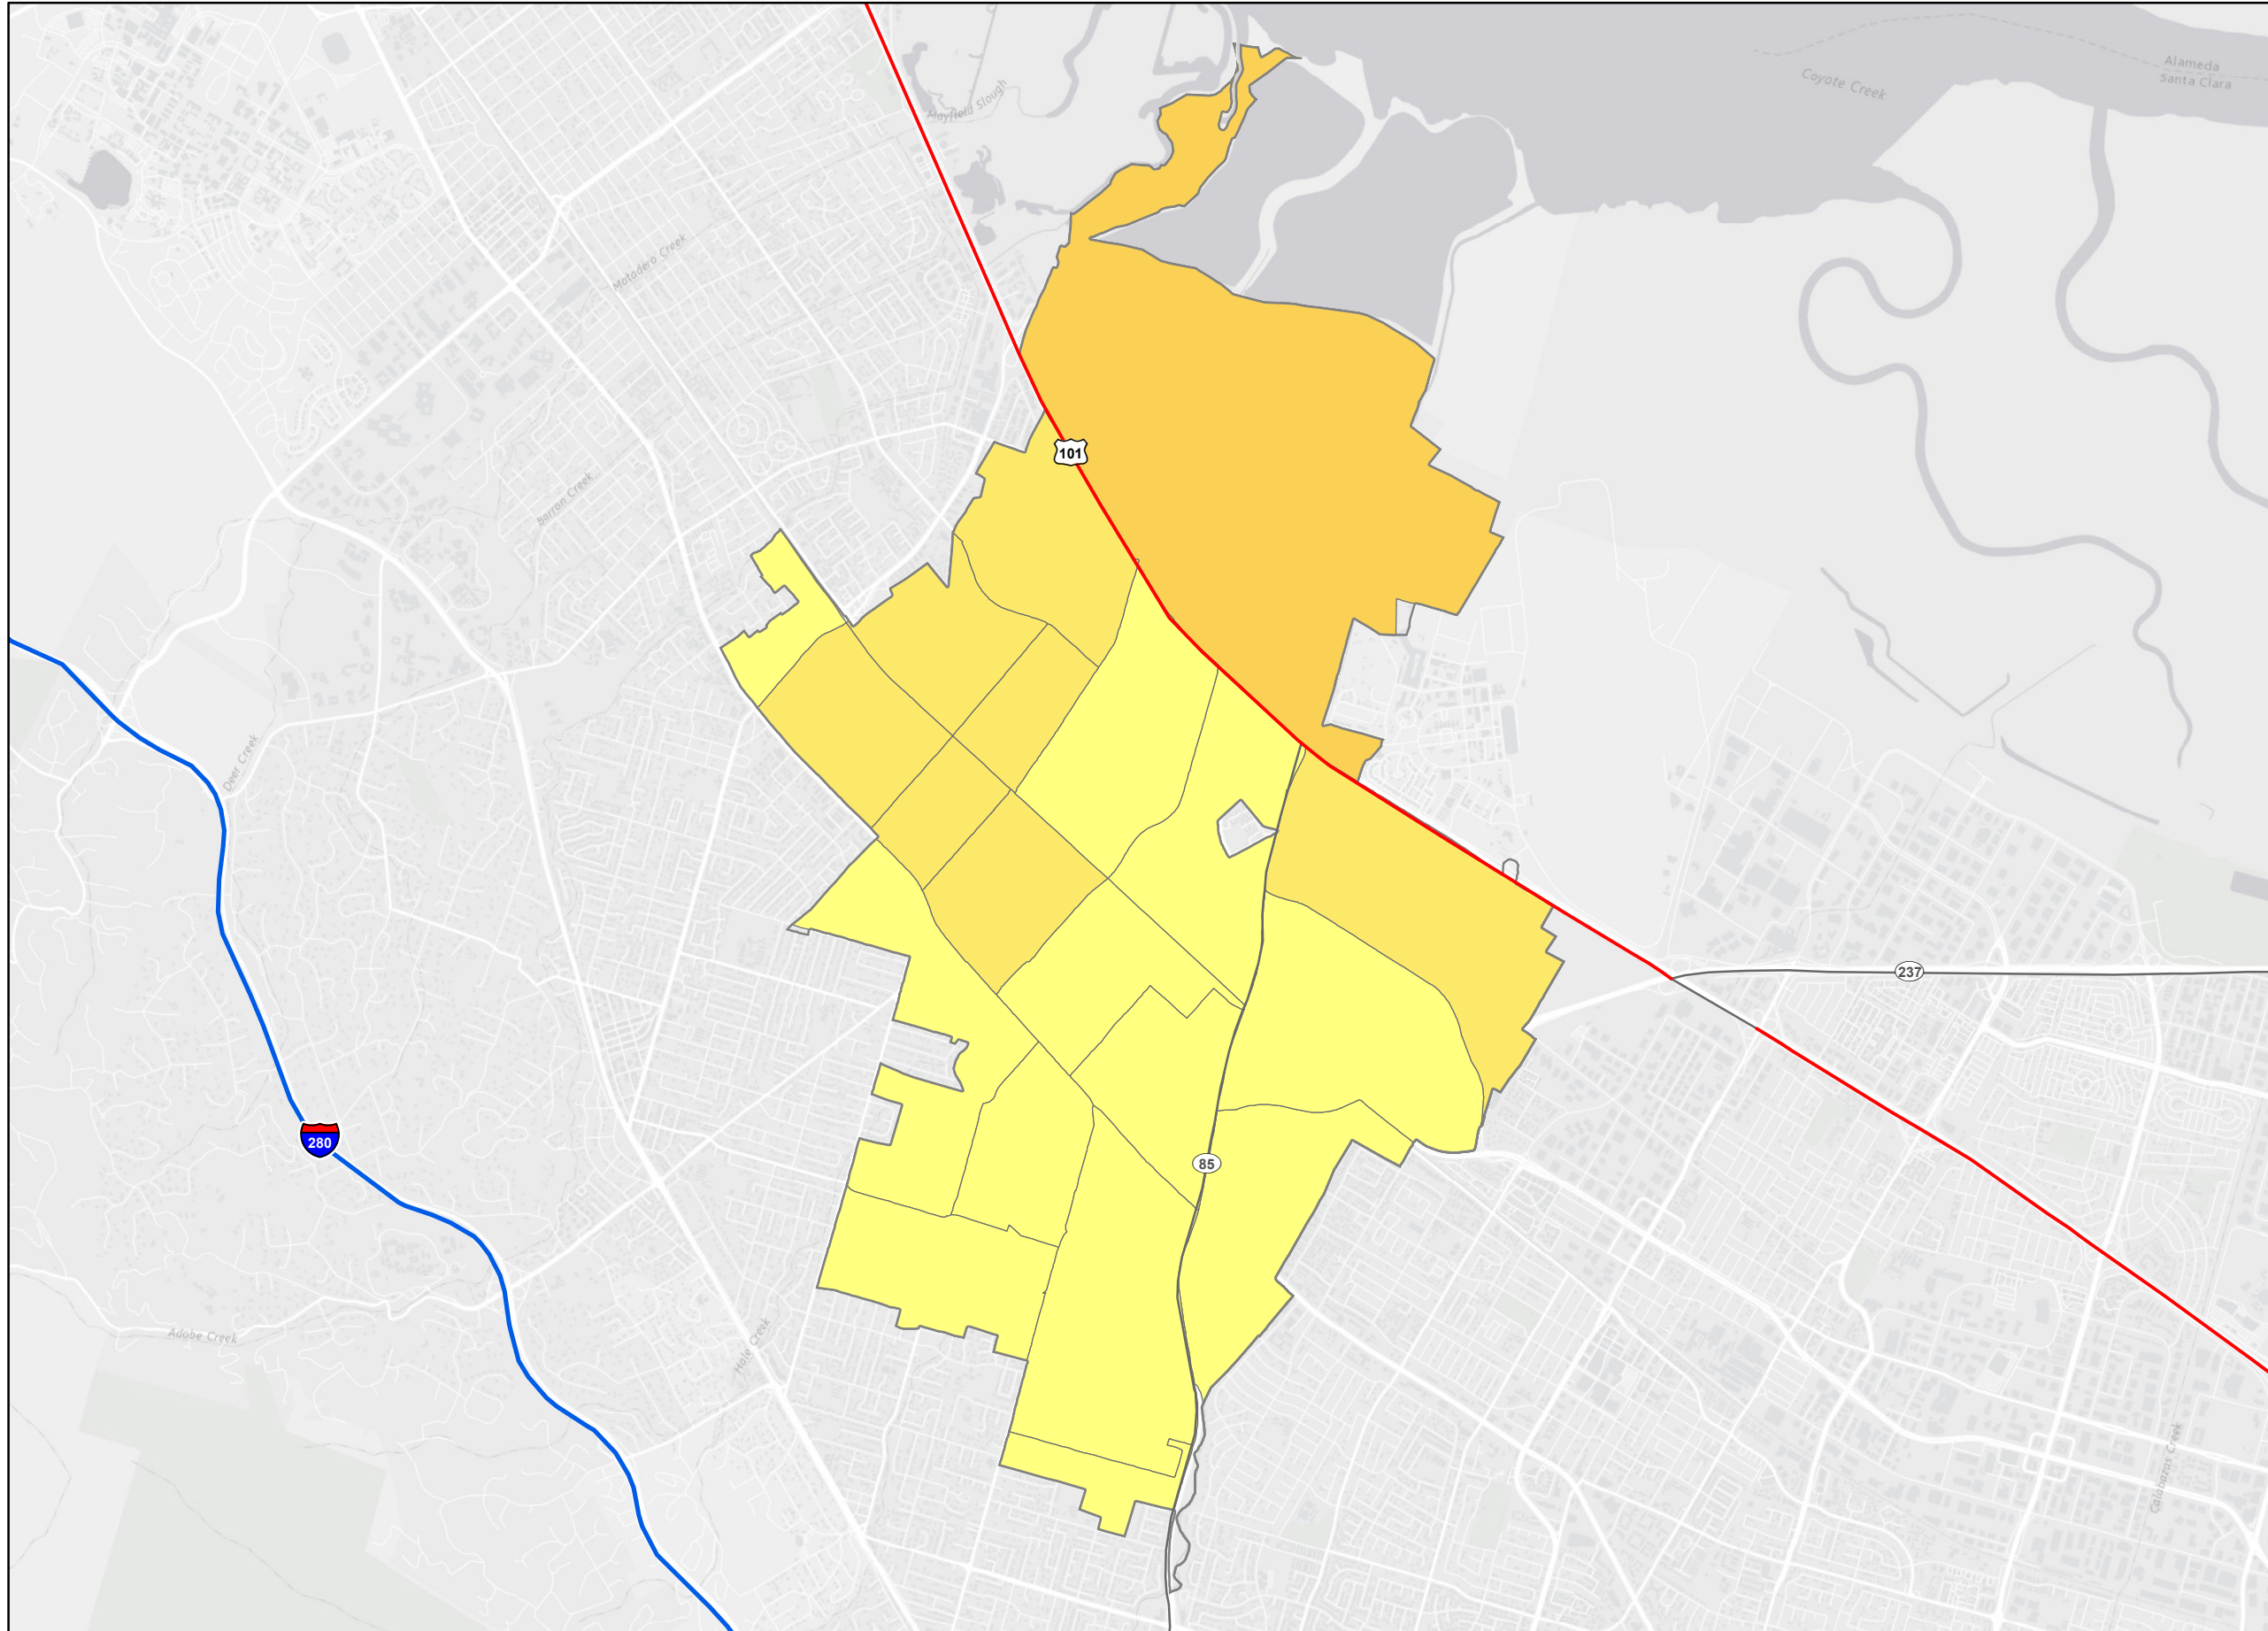 Alameda
Santa Clara
Coyote Creek
Mayfield Slough
Matadero Creek
101
Barron Creek
Deer Creek
237
280
85
Adobe Creek
Hale Creek
Calabazas Creek